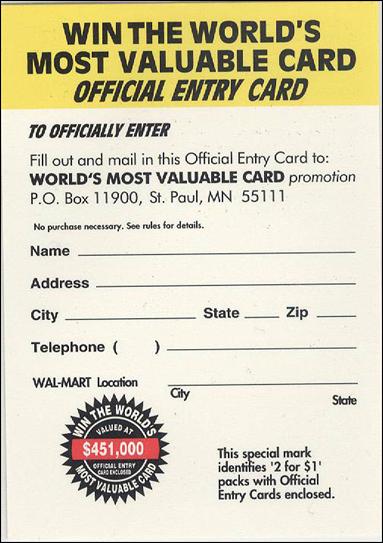 WIN THE WORLD'S
MOST VALUABLE CARD
OFFICIAL ENTRY CARD
TO OFFICIALLY ENTER
Fill out and mail in this Official Entry Card to:
WORLD'S MOST VALUABLE CARD promotion
P.O. Box 11900, St. Paul, MN 55111
No purchase necessary. See rules for details.
Name
Address
City State Zip
Telephone ( )
WAL-MART Location
City State
WIN THE WORLD'S
VALUED AT
$451,000
OFFICIAL ENTRY
CARD ENCLOSED
MOST VALUABLE CARD
This special mark
identifies '2 for $1'
packs with Official
Entry Cards enclosed.